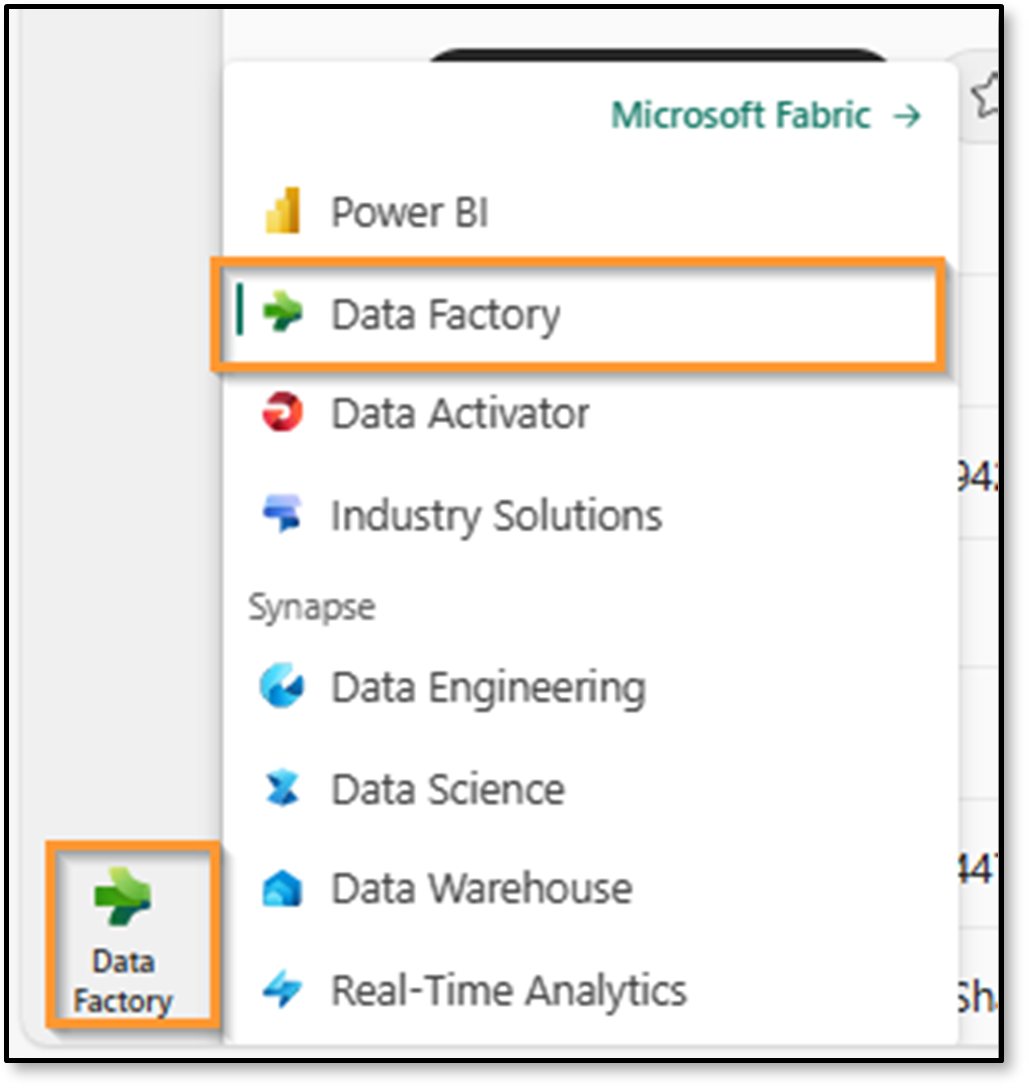 Microsoft Fabric →
Power BI
Data Factory
Data Activator
Industry Solutions
Synapse
Data Engineering
Data Science
Data Warehouse
Real-Time Analytics
Data
Factory